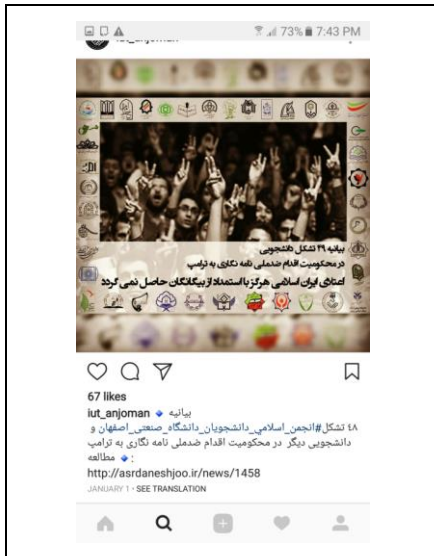 73% 7:43 PM
iut_anjoman
بیانیه ۴۹ تشکل دانشجویی
در محکومیت اقدام ضدملی نامه نگاری به ترامپ
اعتلای ایران اسلامی هرگز با استمداد از بیگانگان حاصل نمی گردد
67 likes
iut_anjoman 🔹 بیانیه
#انجمن_اسلامي_دانشجویان_دانشگاه_صنعتی_اصفهان و ٤٨ تشکل
دانشجویی دیگر در محکومیت اقدام ضدملی نامه نگاری به ترامپ
🔹 مطالعه :
http://asrdaneshjoo.ir/news/1458
JANUARY 1 • SEE TRANSLATION